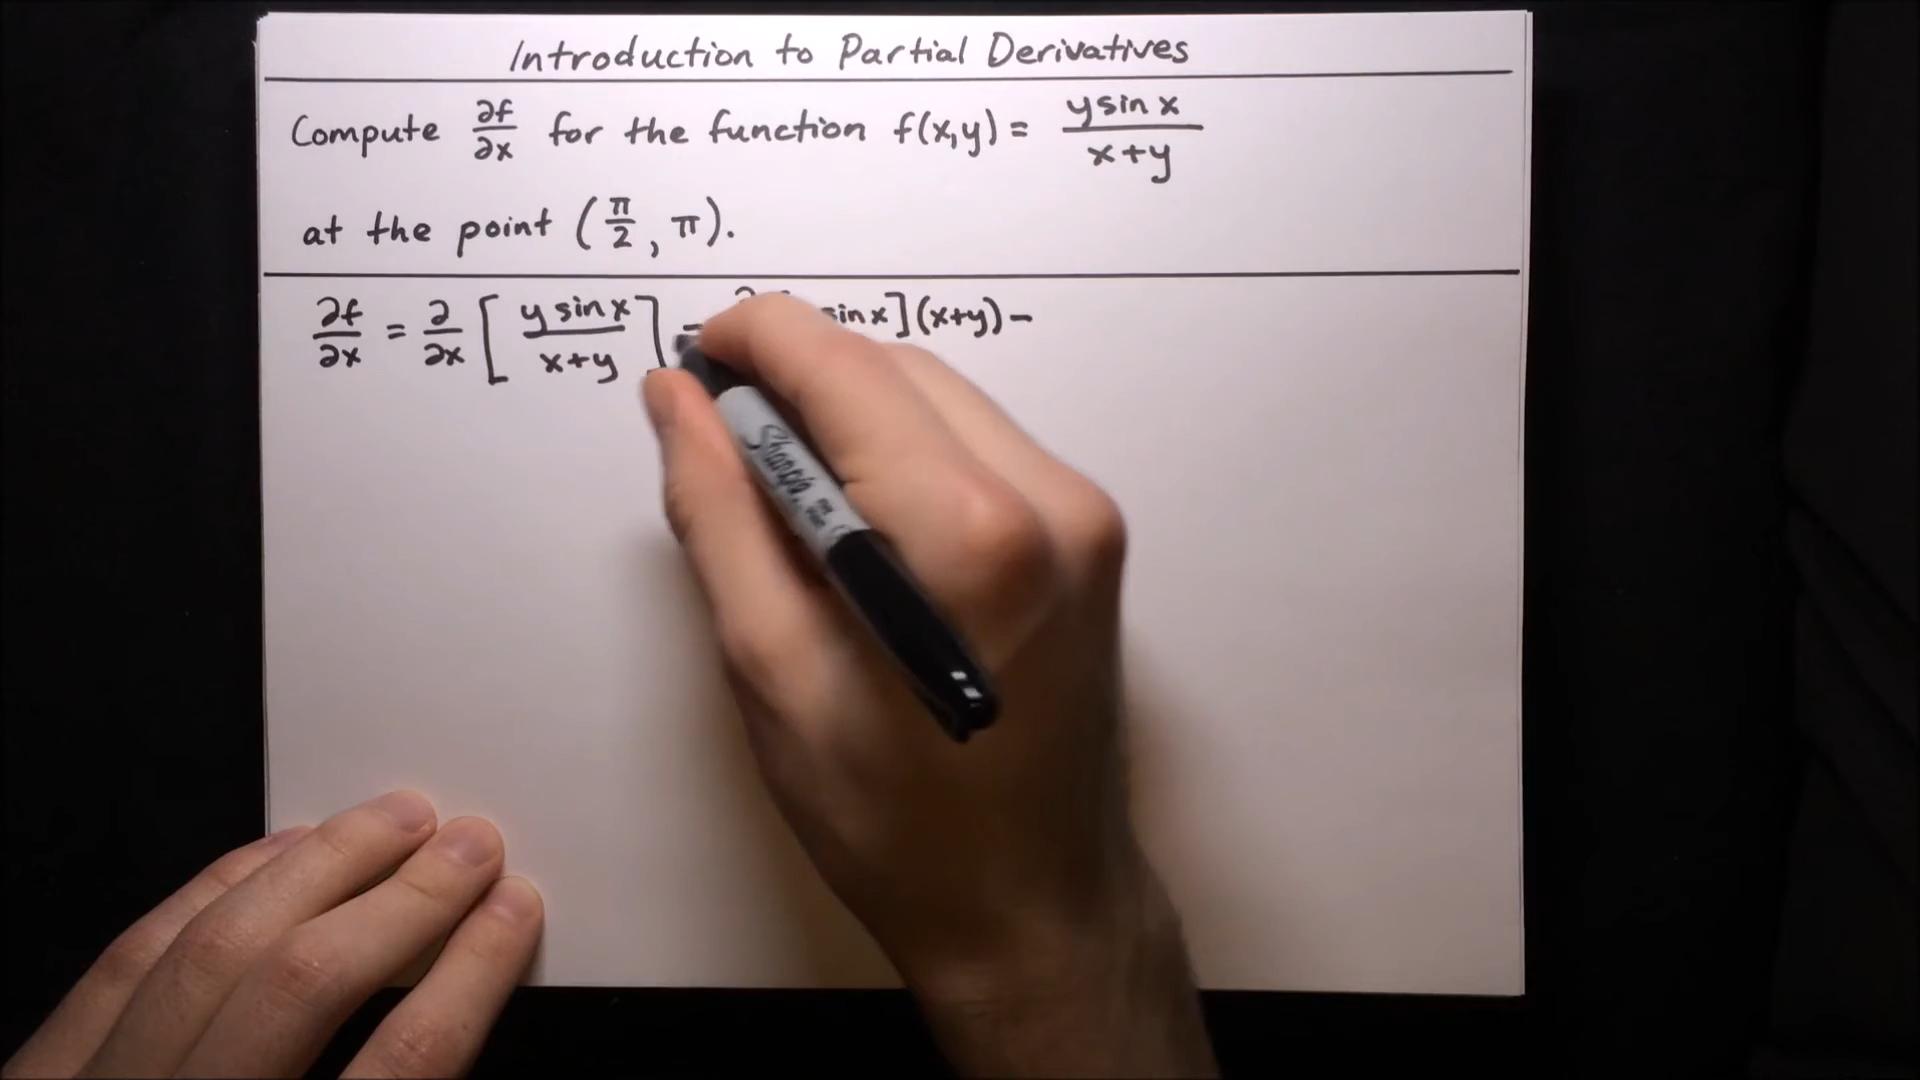 Introduction to Partial Derivatives
Compute ∂f/∂x for the function f(x,y) = y sin x / x+y
at the point (π/2, π).
∂f/∂x = ∂/∂x [ y sin x / x+y ] = sin x](x+y) −
Sharpie